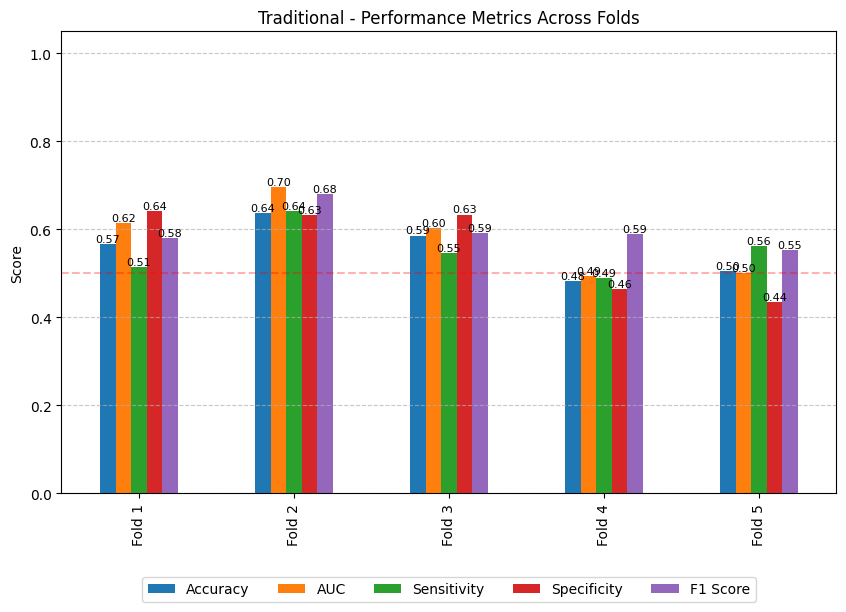 Traditional - Performance Metrics Across Folds
Score
1.0
0.8
0.6
0.4
0.2
0.0
0.57 0.62 0.51 0.64 0.58
0.64 0.70 0.64 0.63 0.68
0.59 0.60 0.55 0.63 0.59
0.48 0.49 0.49 0.46 0.59
0.50 0.50 0.56 0.44 0.55
Fold 1 Fold 2 Fold 3 Fold 4 Fold 5
Accuracy AUC Sensitivity Specificity F1 Score